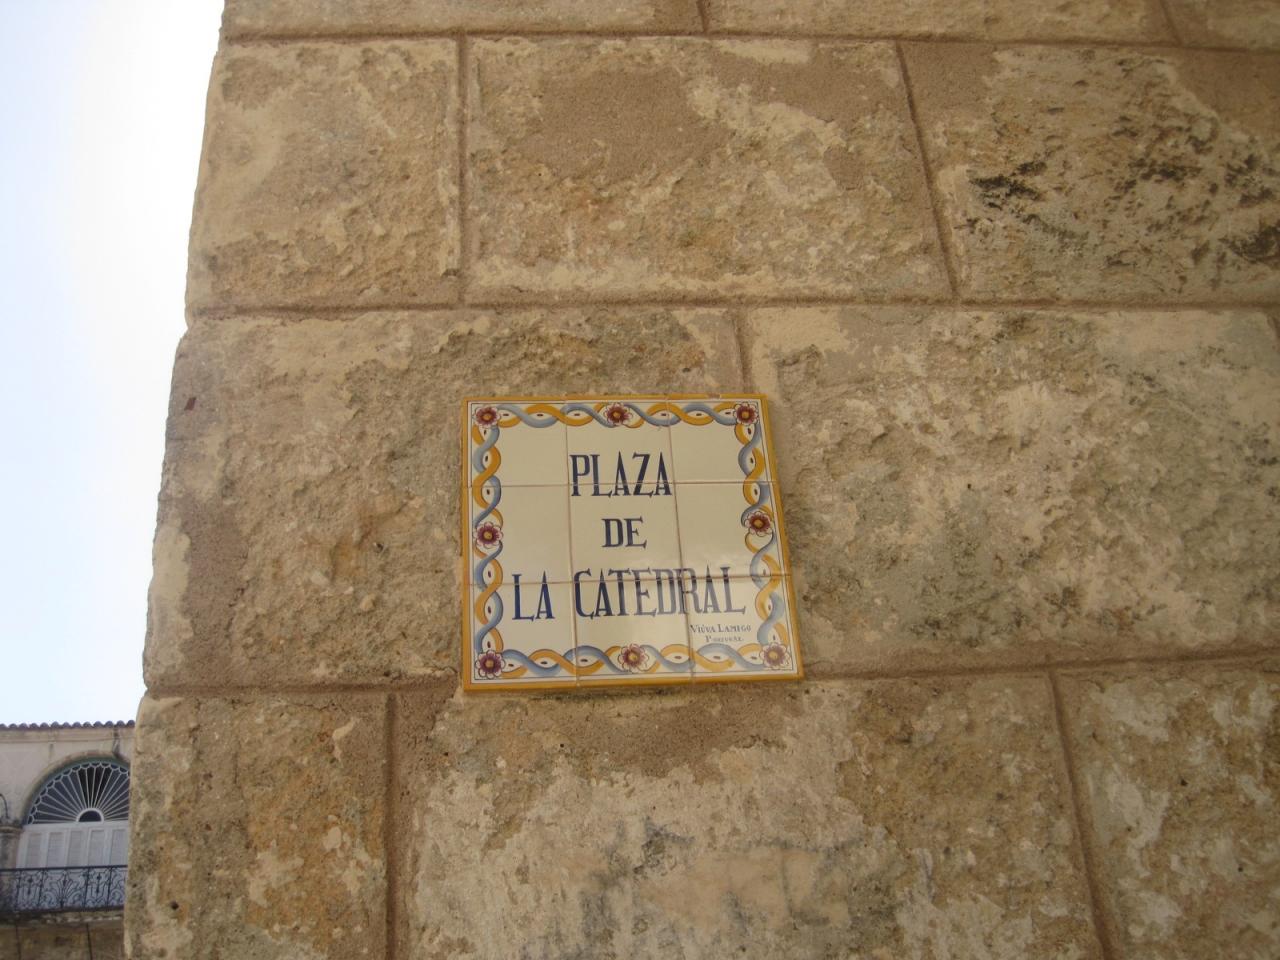 PLAZA
DE
LA CATEDRAL
VIÚVA LAMEGO
PORTUGAL